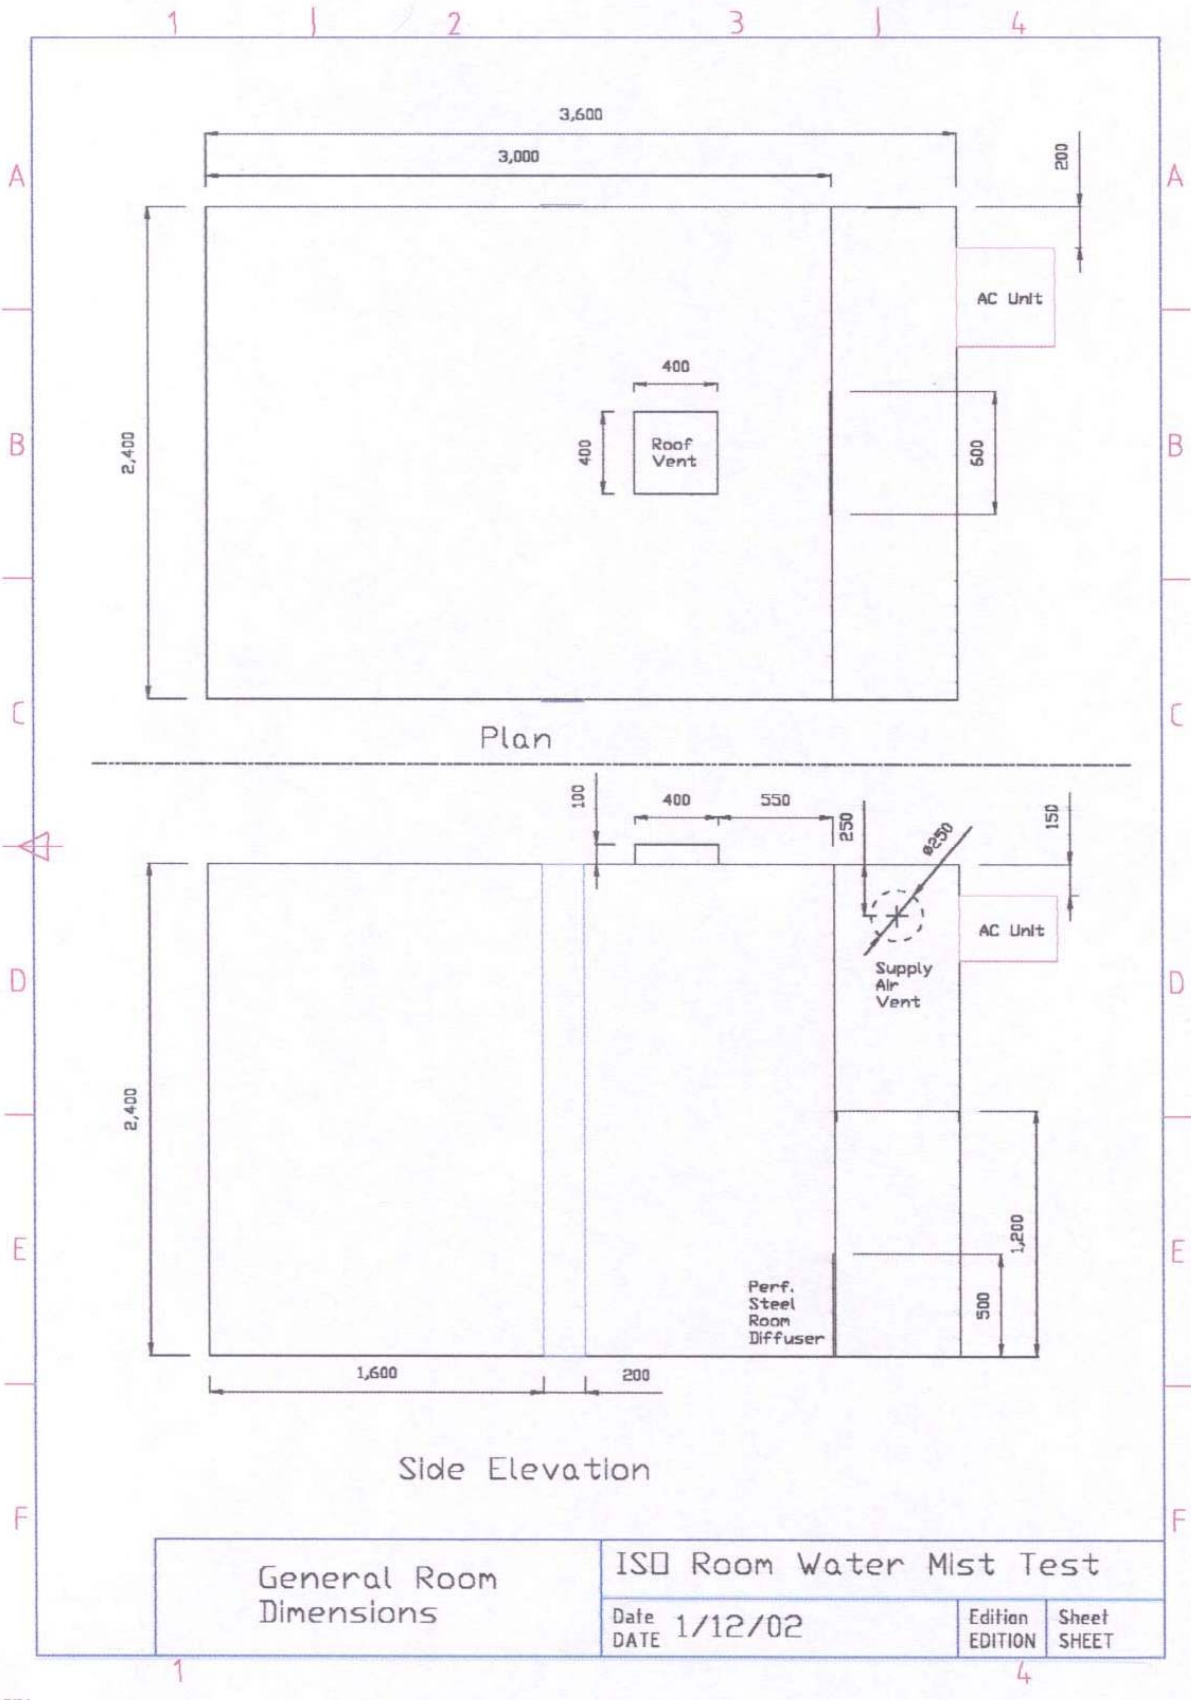 1 2 3 4
3,600
3,000
200
A A
AC Unit
400
2,400
B B
400
Roof
Vent
600
C C
Plan
100
400
550
250
ø250
150
AC Unit
Supply
Air
Vent
D D
2,400
1,200
E E
Perf.
Steel
Room
Diffuser
500
1,600
200
Side Elevation
F F
General Room
Dimensions
ISO Room Water Mist Test
Date
DATE 1/12/02
Edition
EDITION
Sheet
SHEET
1 4